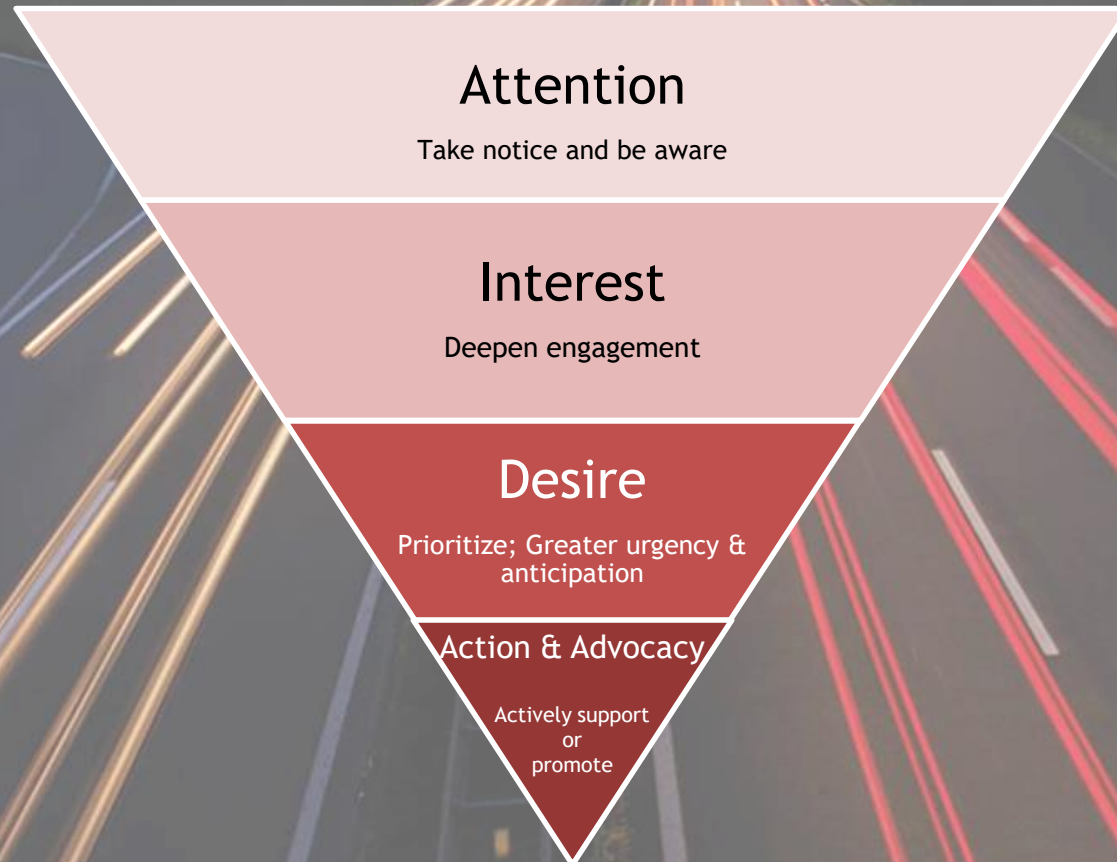 Attention
Take notice and be aware
Interest
Deepen engagement
Desire
Prioritize; Greater urgency &
anticipation
Action & Advocacy
Actively support
or
promote